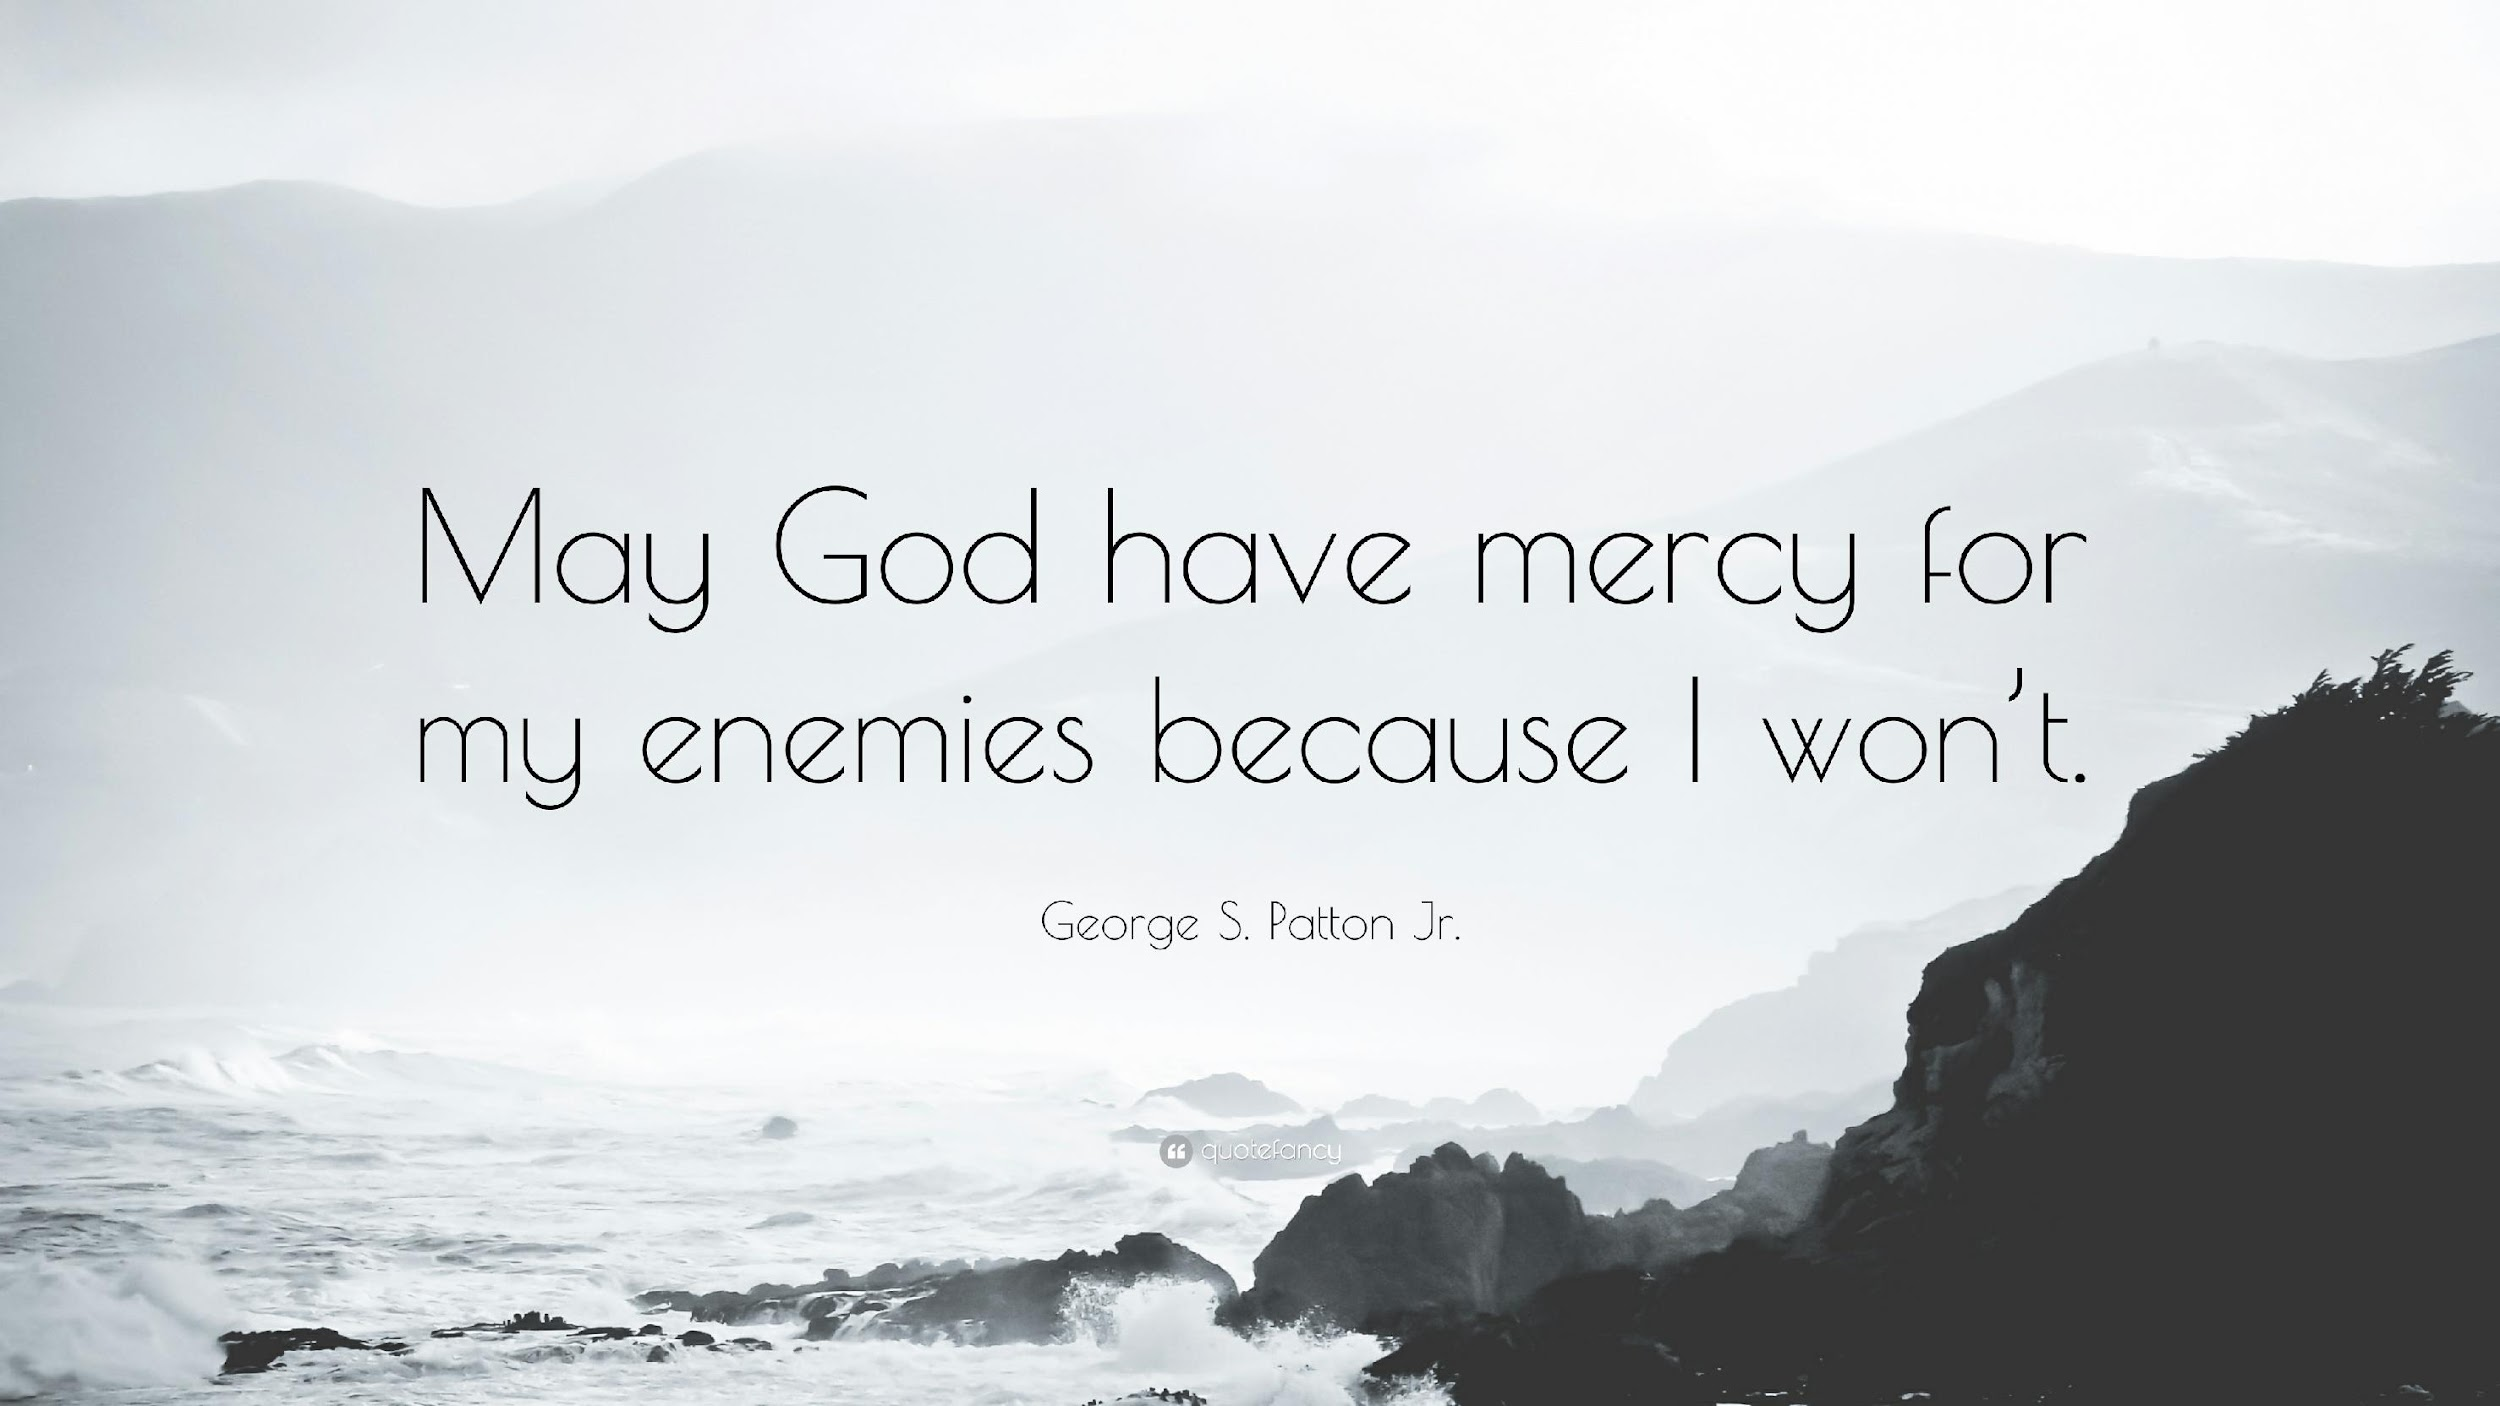 May God have mercy for
my enemies because I won't.
George S. Patton Jr.
quotefancy